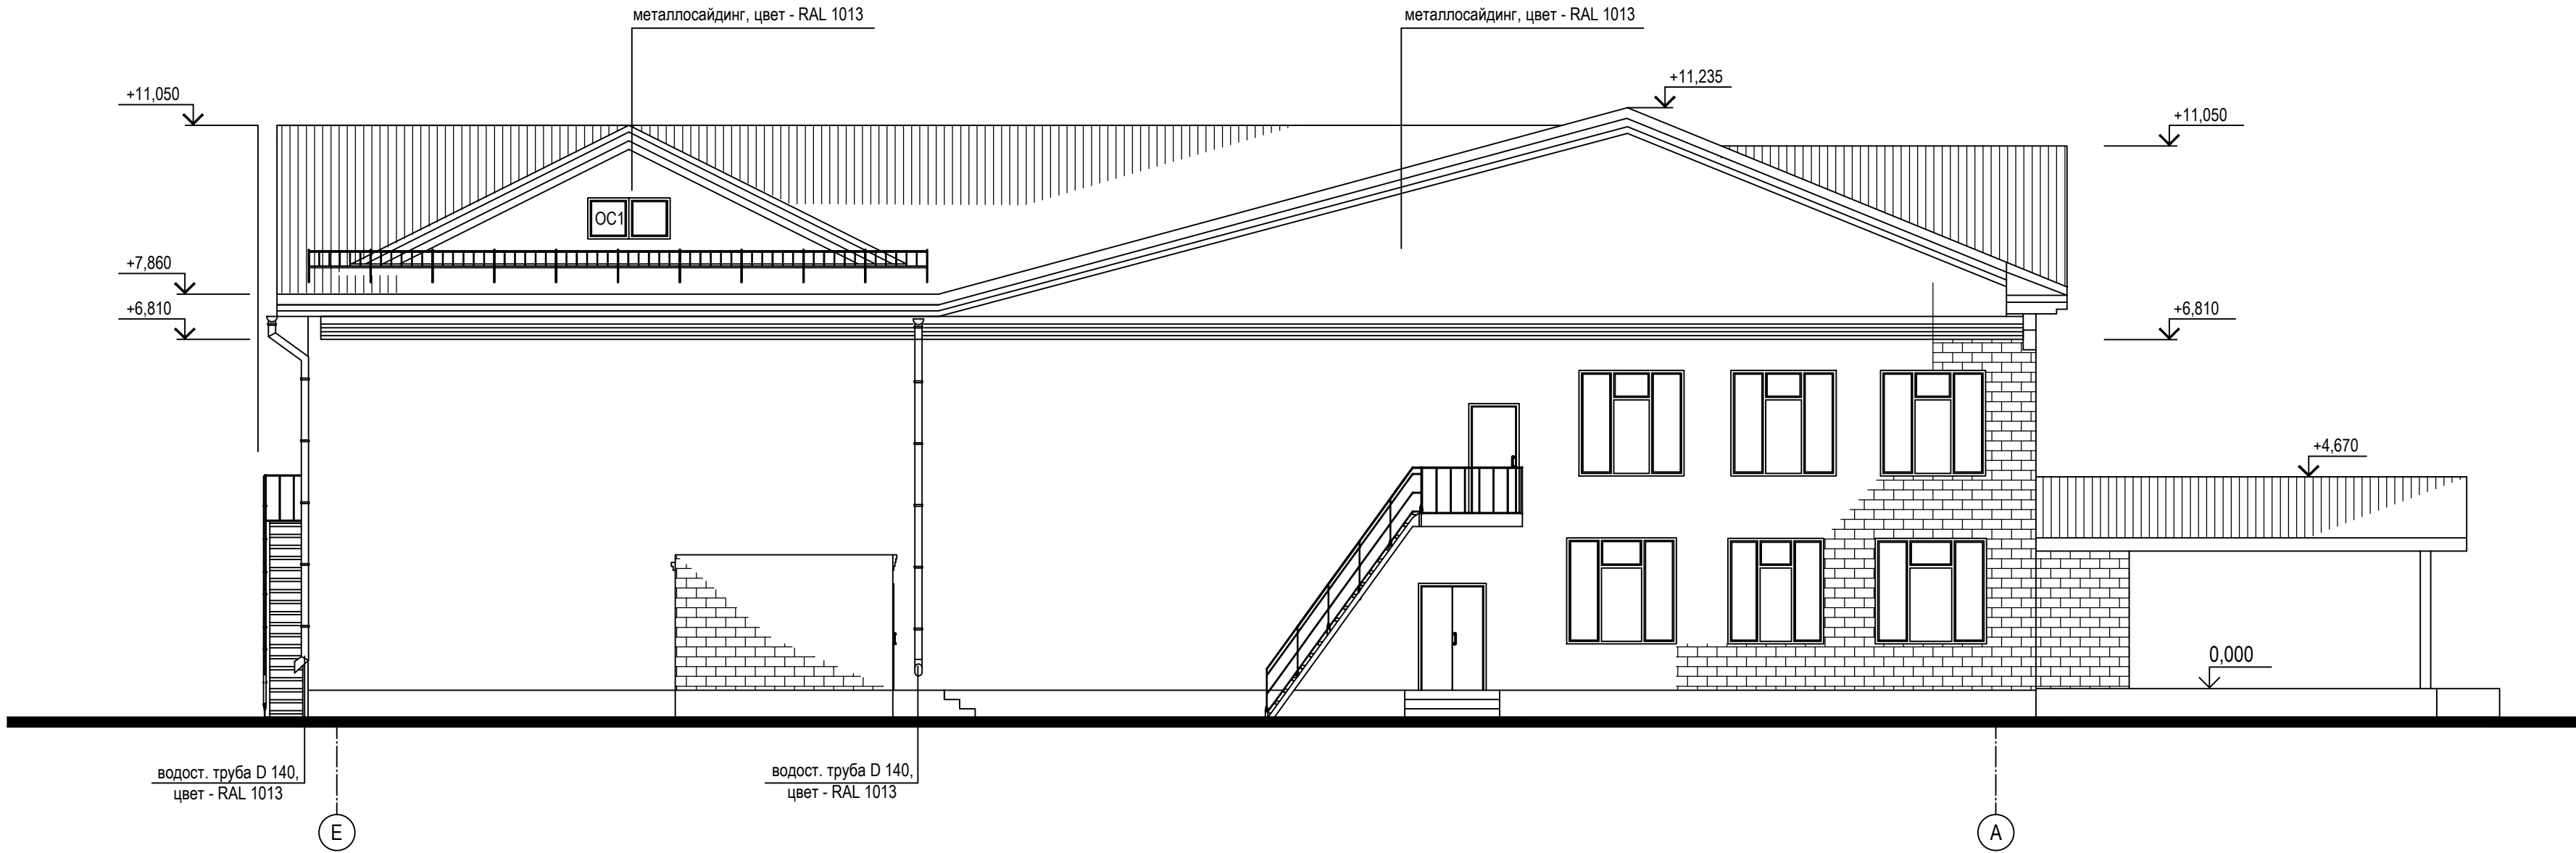 металлосайдинг, цвет - RAL 1013
металлосайдинг, цвет - RAL 1013
+11,235
+11,050
+11,050
ОС1
+7,860
+6,810
+6,810
+4,670
0,000
водост. труба D 140,
цвет - RAL 1013
водост. труба D 140,
цвет - RAL 1013
Е
А